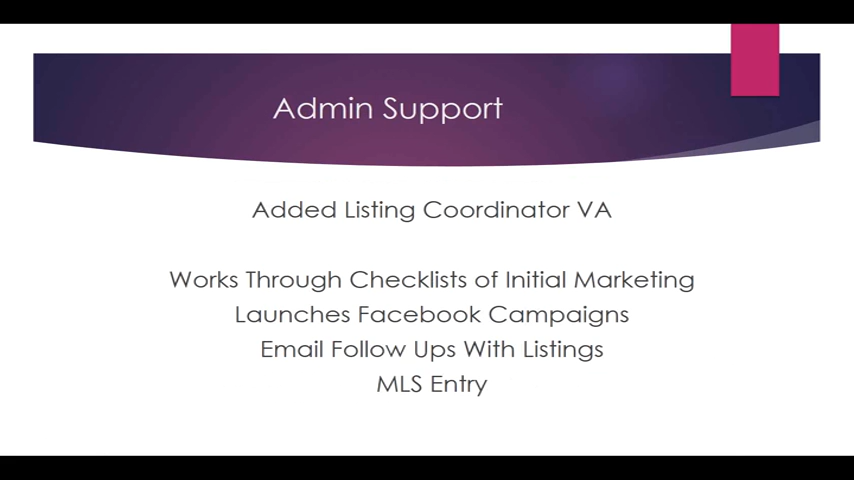 Admin Support
Added Listing Coordinator VA
Works Through Checklists of Initial Marketing
Launches Facebook Campaigns
Email Follow Ups With Listings
MLS Entry